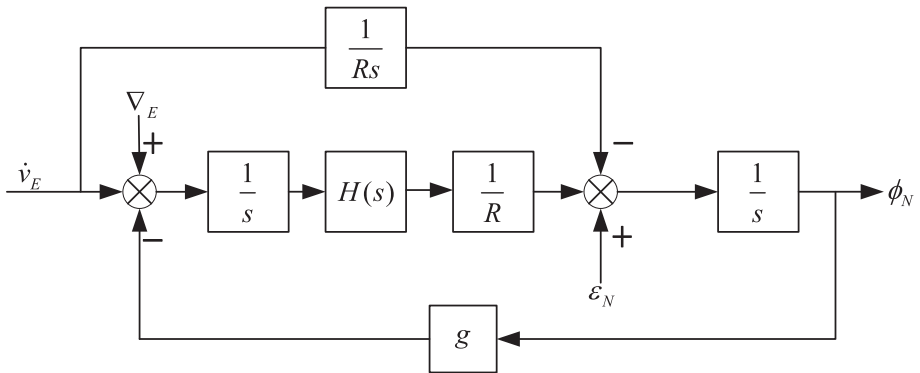 1
Rs
∇_E
+
−
v̇_E
1
s
H(s)
1
R
1
s
ϕ_N
−
+
ε_N
g